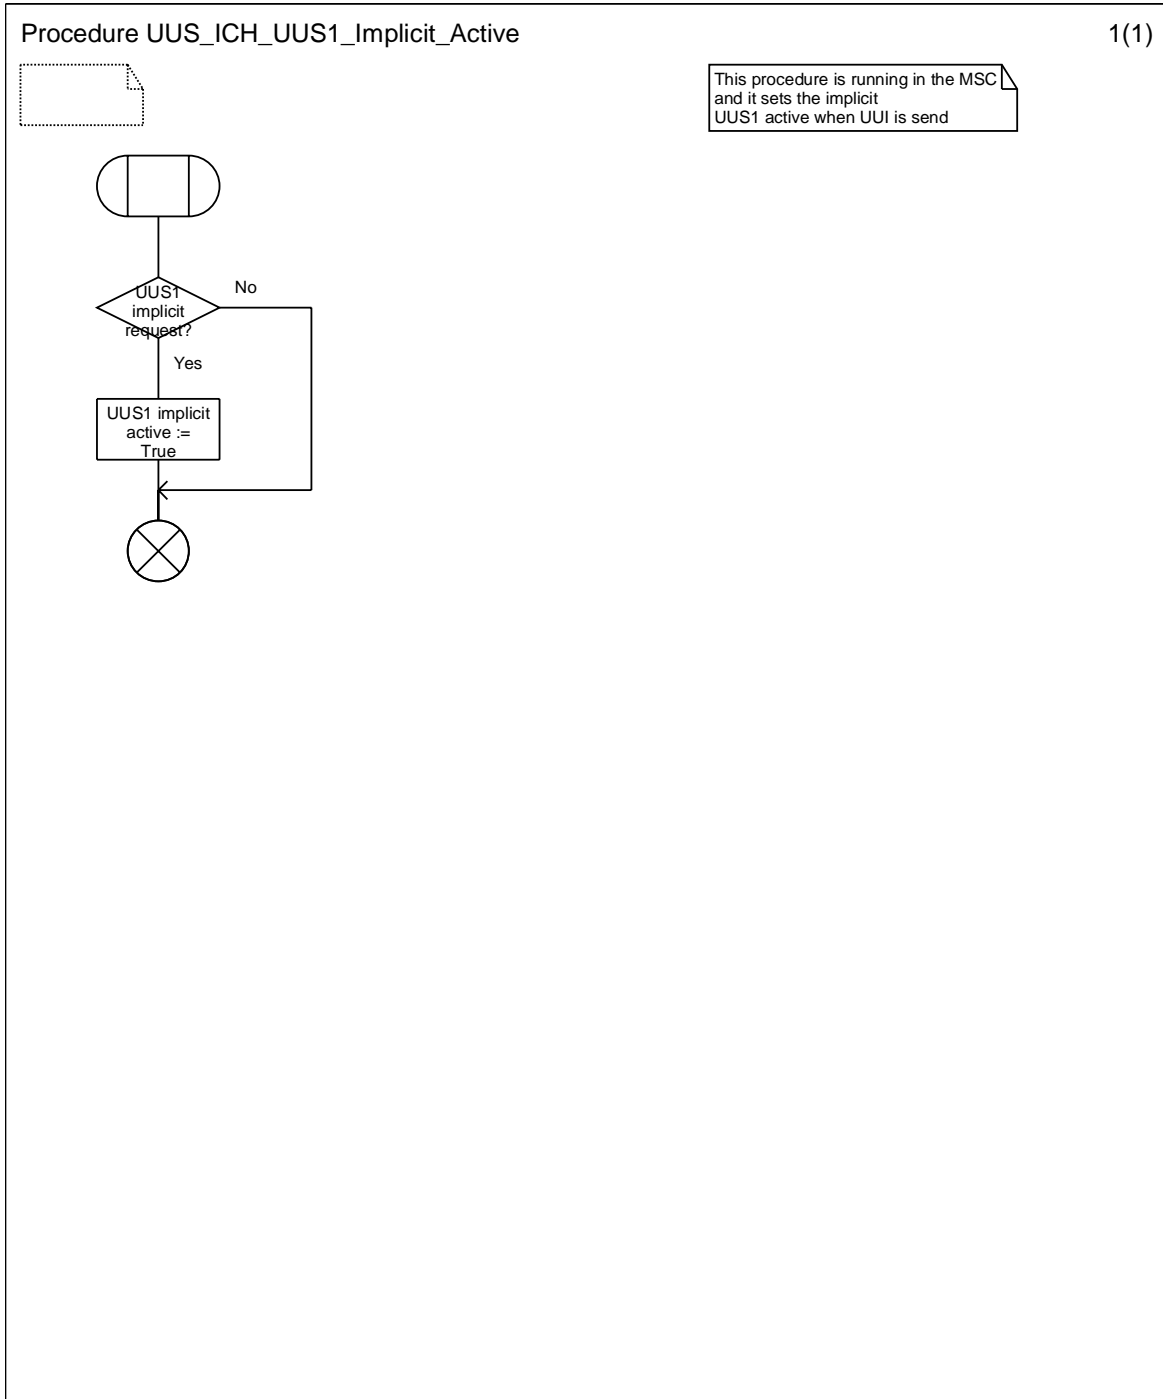 Procedure UUS_ICH_UUS1_Implicit_Active
1(1)
This procedure is running in the MSC
and it sets the implicit
UUS1 active when UUI is send
UUS1
implicit
request?
No
Yes
UUS1 implicit
active :=
True